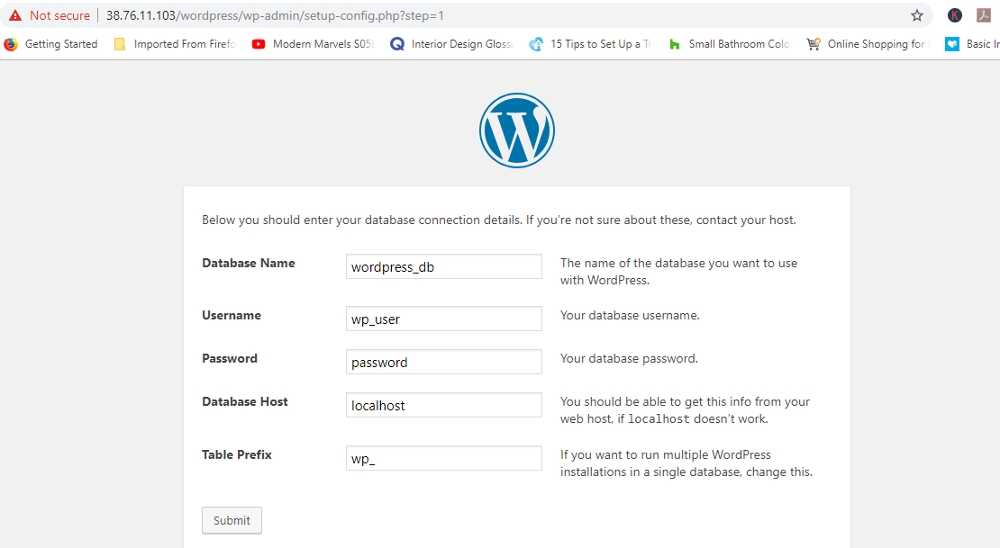 Not secure 38.76.11.103/wordpress/wp-admin/setup-config.php?step=1
K
Getting Started Imported From Firefo Modern Marvels S05E Interior Design Gloss 15 Tips to Set Up a Tr Small Bathroom Colo Online Shopping for Basic In
W
Below you should enter your database connection details. If you’re not sure about these, contact your host.
Database Name wordpress_db The name of the database you want to use
with WordPress.
Username wp_user Your database username.
Password password Your database password.
Database Host localhost You should be able to get this info from your
web host, if localhost doesn’t work.
Table Prefix wp_ If you want to run multiple WordPress
installations in a single database, change this.
Submit